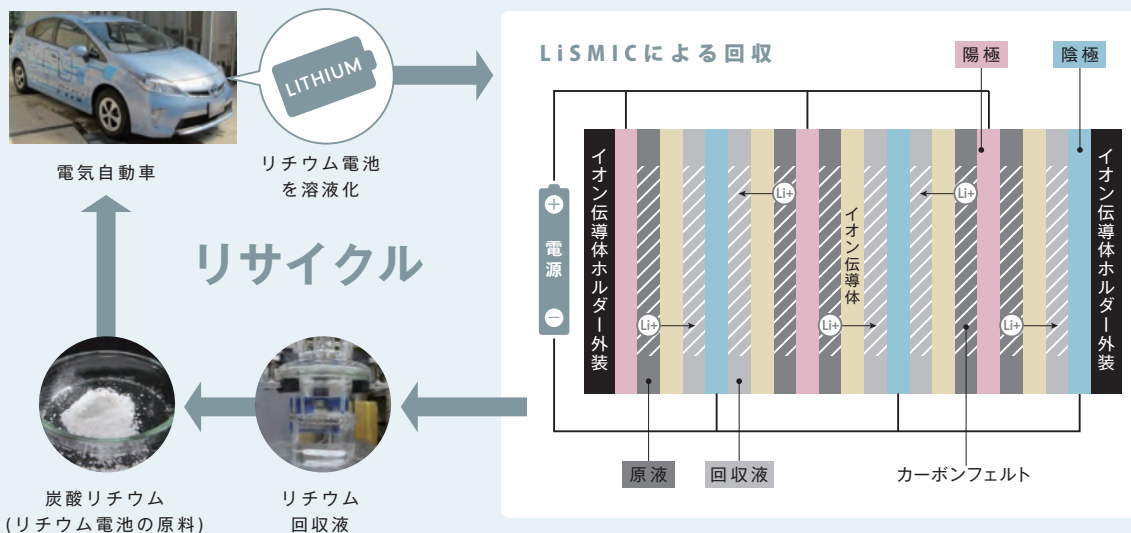 LITHIUM
電気自動車
リチウム電池
を溶液化
リサイクル
炭酸リチウム
(リチウム電池の原料)
リチウム
回収液
LiSMICによる回収
陽極
陰極
＋
電源
－
イオン伝導体ホルダー外装
Li+
Li+
イオン伝導体
Li+
Li+
Li+
イオン伝導体ホルダー外装
原液
回収液
カーボンフェルト